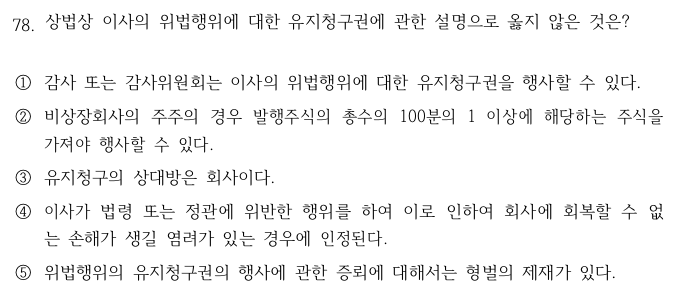 78. 상법상 이사의 위법행위에 대한 유지청구권에 관한 설명으로 옳지 않은 것은?
① 감사 또는 감사위원회는 이사의 위법행위에 대한 유지청구권을 행사할 수 있다.
② 비상장회사의 주주의 경우 발행주식의 총수의 100분의 1 이상에 해당하는 주식을
가져야 행사할 수 있다.
③ 유지청구의 상대방은 회사이다.
④ 이사가 법령 또는 정관에 위반한 행위를 하여 이로 인하여 회사에 회복할 수 없
는 손해가 생길 염려가 있는 경우에 인정된다.
⑤ 위법행위의 유지청구권의 행사에 관한 증뢰에 대해서는 형벌의 제재가 있다.